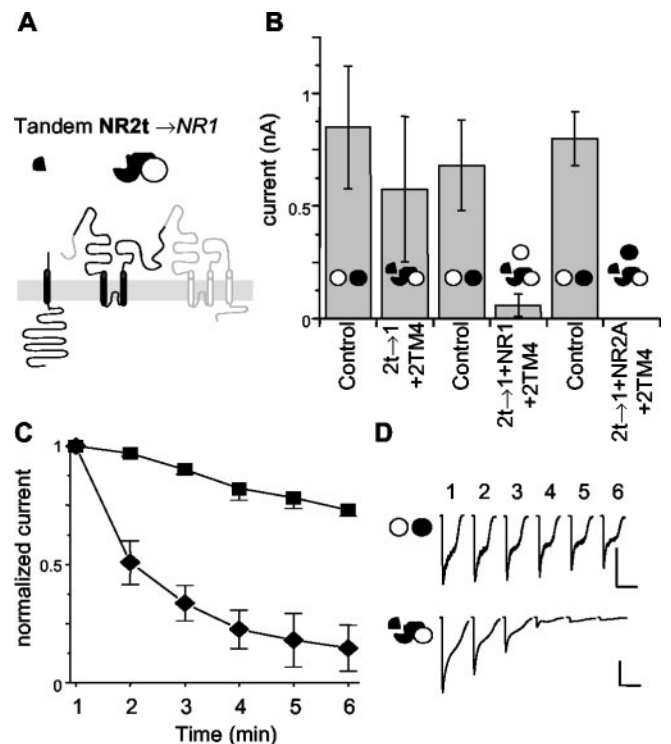 A
Tandem NR2t →NR1
B
current (nA)
1
0.5
0
Control
2t→1
+2TM4
Control
2t→1+NR1
+2TM4
Control
2t→1+NR2A
+2TM4
C
normalized current
1
0.5
0
1 2 3 4 5 6
Time (min)
D
1 2 3 4 5 6